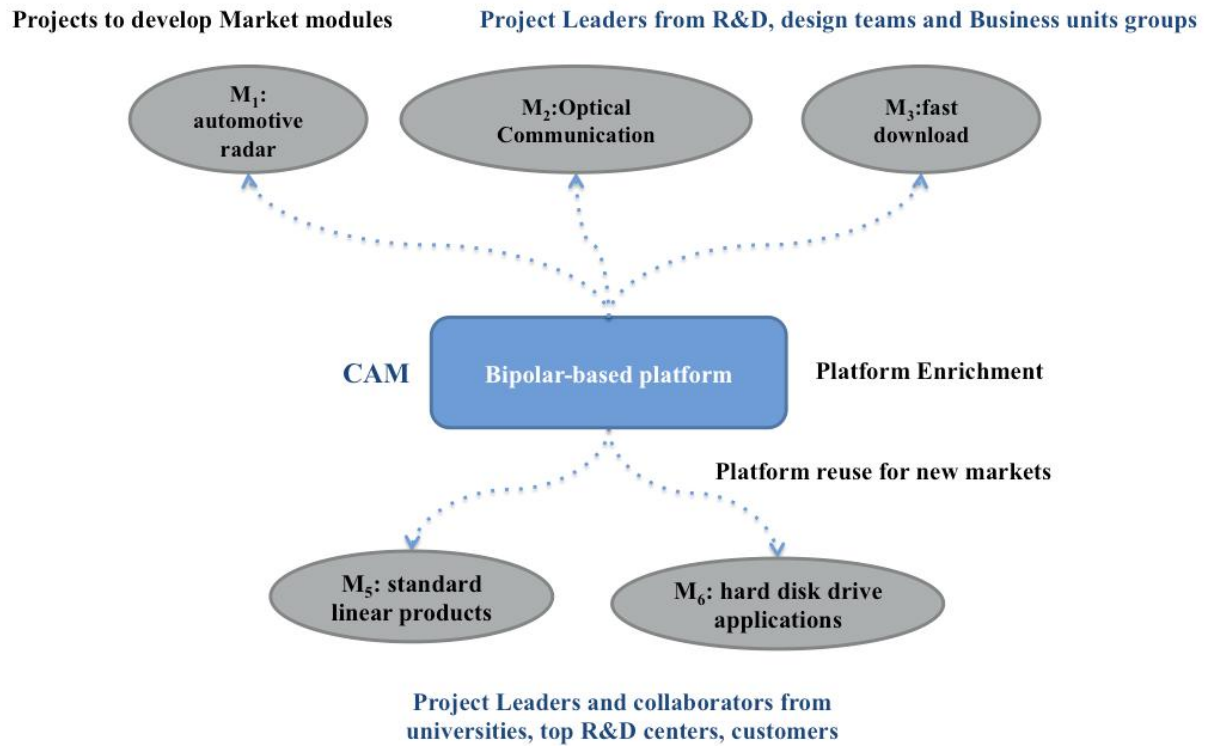 Projects to develop Market modules
Project Leaders from R&D, design teams and Business units groups
M₁:
automotive
radar
M₂:Optical
Communication
M₃:fast
download
CAM
Bipolar-based platform
Platform Enrichment
Platform reuse for new markets
M₅: standard
linear products
M₆: hard disk drive
applications
Project Leaders and collaborators from
universities, top R&D centers, customers